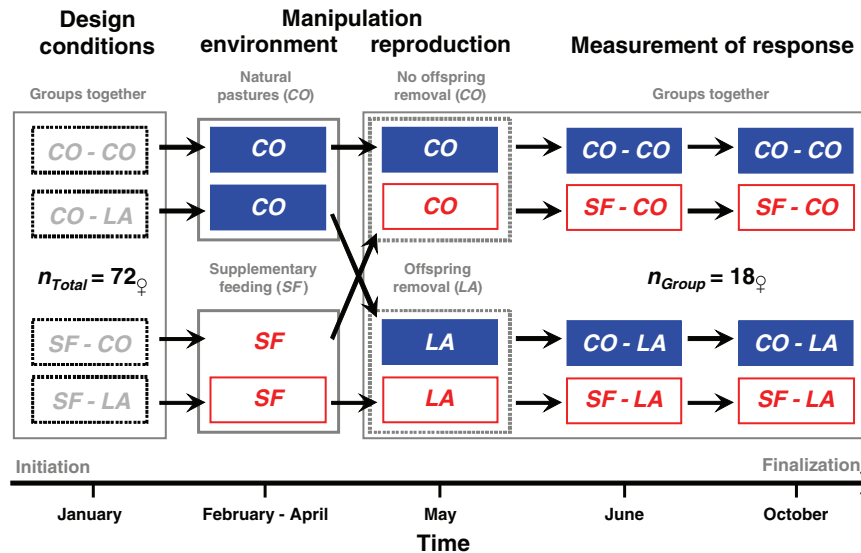 Design
conditions
Manipulation
environment
reproduction
Measurement of response
Groups together
Natural
pastures (CO)
No offspring
removal (CO)
Groups together
CO - CO
CO
CO
CO - CO
CO - CO
CO - LA
CO
CO
SF - CO
SF - CO
nTotal = 72♀
Supplementary
feeding (SF)
Offspring
removal (LA)
nGroup = 18♀
SF - CO
SF
LA
CO - LA
CO - LA
SF - LA
SF
LA
SF - LA
SF - LA
Initiation
Finalization
January
February - April
May
June
October
Time